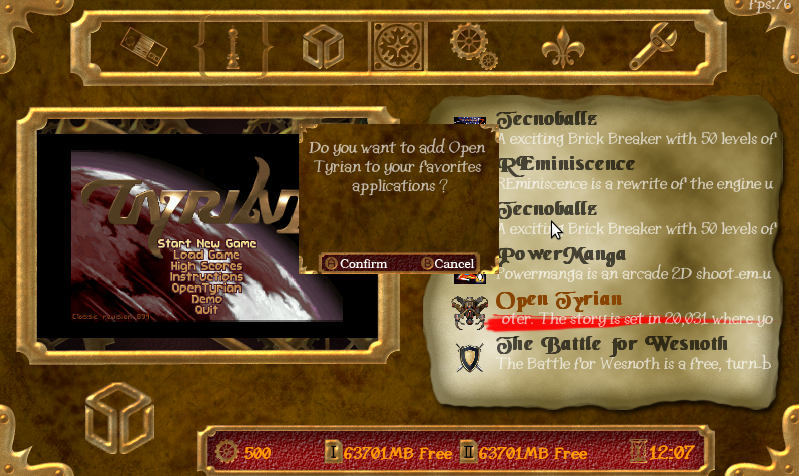 fps:76
Tecnoballz
A exciting Brick Breaker with 50 levels of
REminiscence
REminiscence is a rewrite of the engine u
Tecnoballz
A exciting Brick Breaker with 50 levels of
PowerManga
Powermanga is an arcade 2D shoot-em-u
Open Tyrian
oter. The story is set in 20,031 where yo
The Battle for Wesnoth
The Battle for Wesnoth is a free, turn-b
Do you want to add Open
Tyrian to your favorites
applications ?
A Confirm B Cancel
TYRIAN
Start New Game
Load Game
High Scores
Instructions
OpenTyrian
Demo
Quit
500 I 63701MB Free II 63701MB Free 12:07